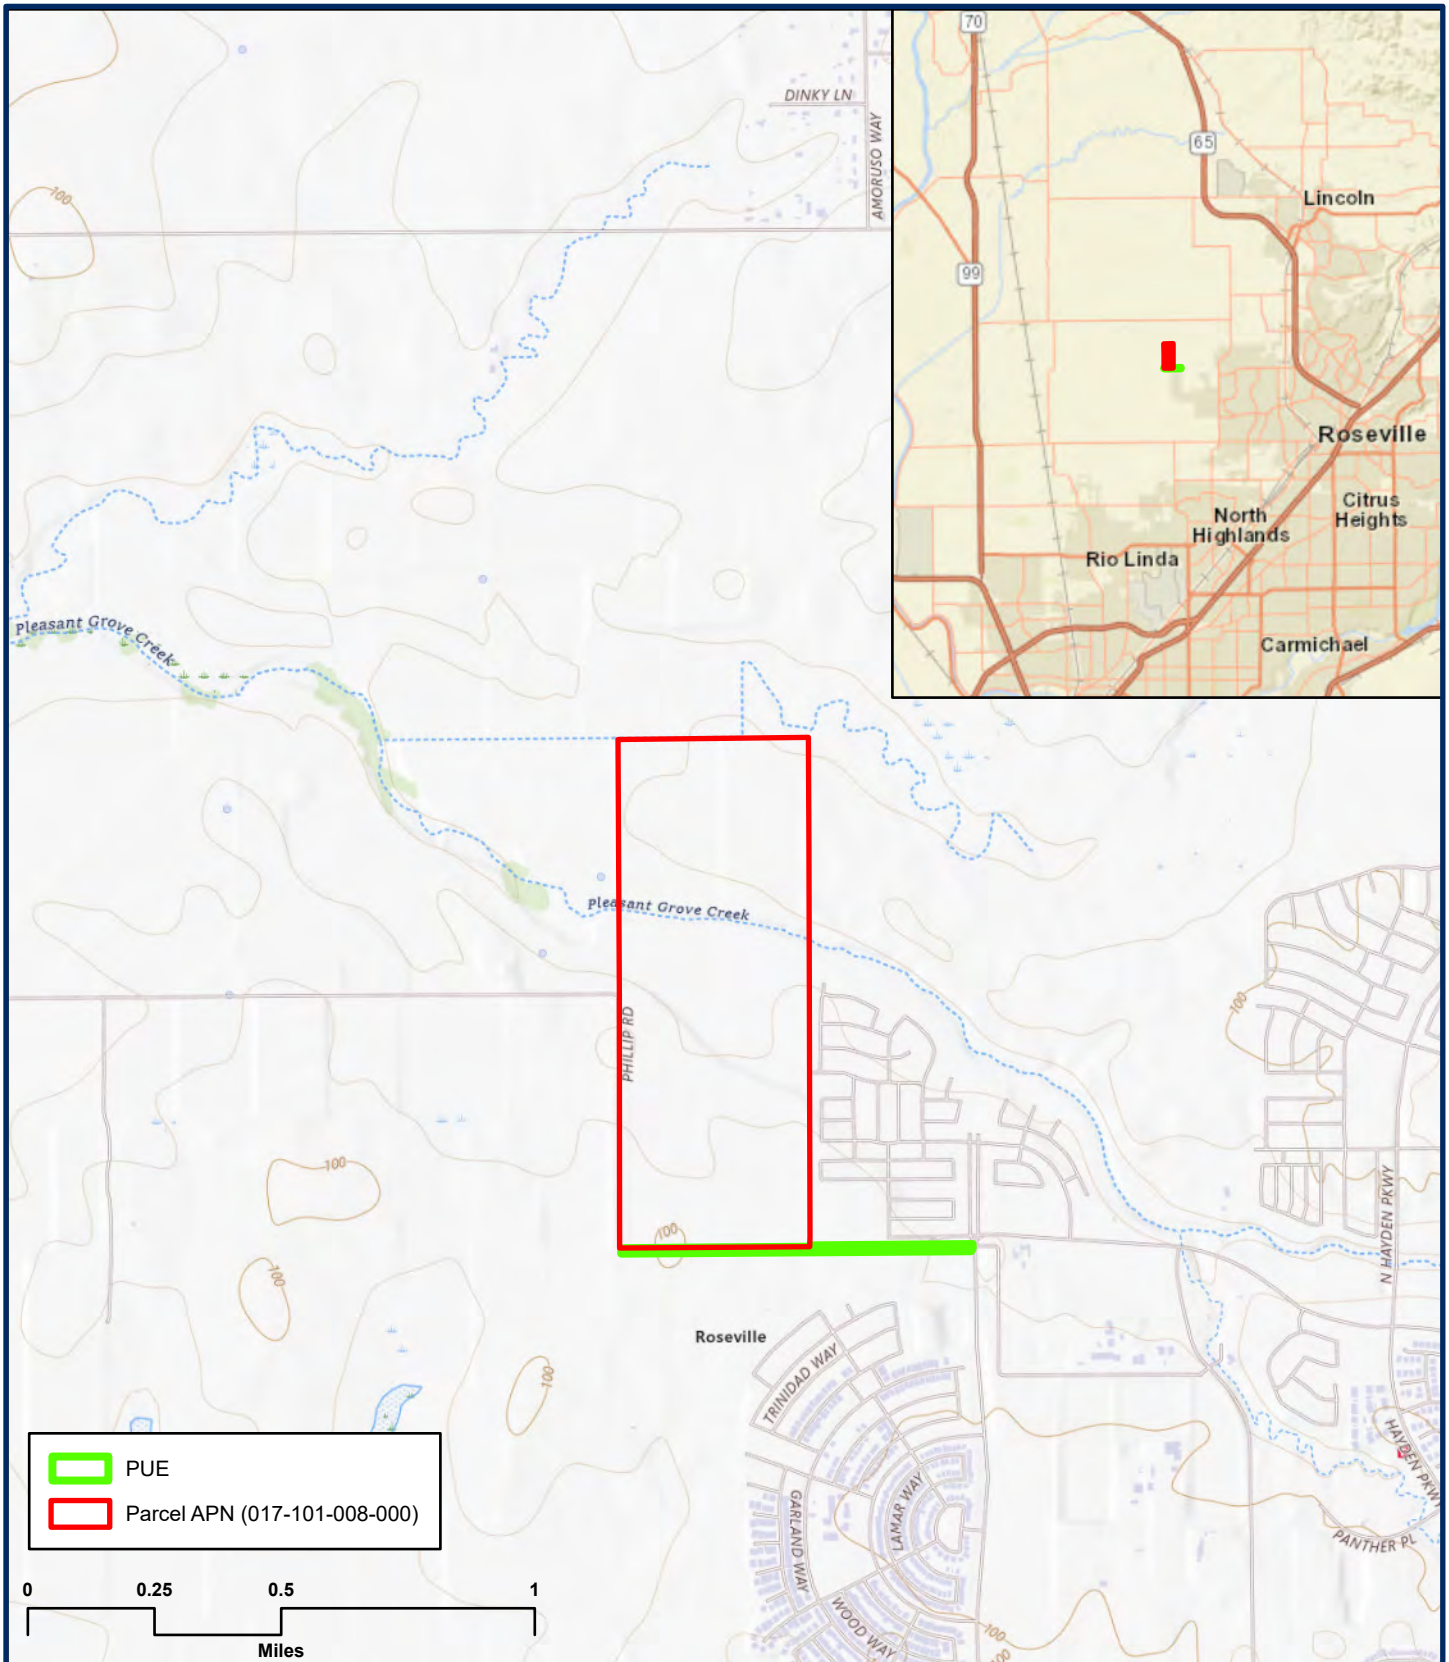 DINKY LN
AMORUSO WAY
100
70
65
Lincoln
99
Roseville
Citrus
Heights
North
Highlands
Rio Linda
Carmichael
Pleasant Grove Creek
Pleasant Grove Creek
PHILLIP RD
100
100
100
N HAYDEN PKWY
100
100
Roseville
TRINIDAD WAY
100
HAYDEN PKWY
LAMAR WAY
GARLAND WAY
PANTHER PL
WOOD WAY
100
00
PUE
Parcel APN (017-101-008-000)
0 0.25 0.5 1
Miles